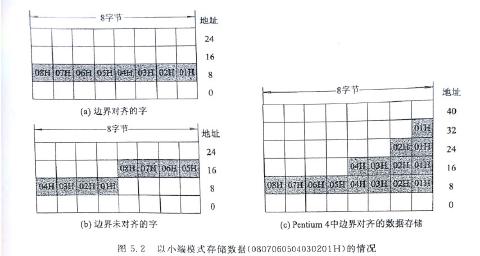 8字节 地址
24
16
08H 07H 06H 05H 04H 03H 02H 01H 8
0
(a) 边界对齐的字
8字节 地址
24
08H 07H 06H 05H 16
04H 03H 02H 01H 8
0
(b) 边界未对齐的字
8字节 地址
40
01H 32
02H 01H 24
04H 03H 02H 01H 16
08H 07H 06H 05H 04H 03H 02H 01H 8
0
(c) Pentium 4中边界对齐的数据存储
图 5.2 以小端模式存储数据(0807060504030201H)的情况